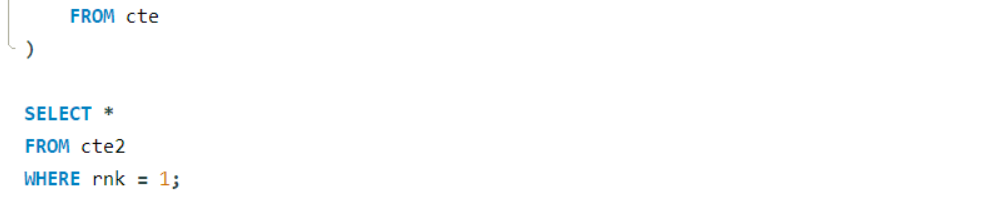 FROM cte
)
SELECT *
FROM cte2
WHERE rnk = 1;